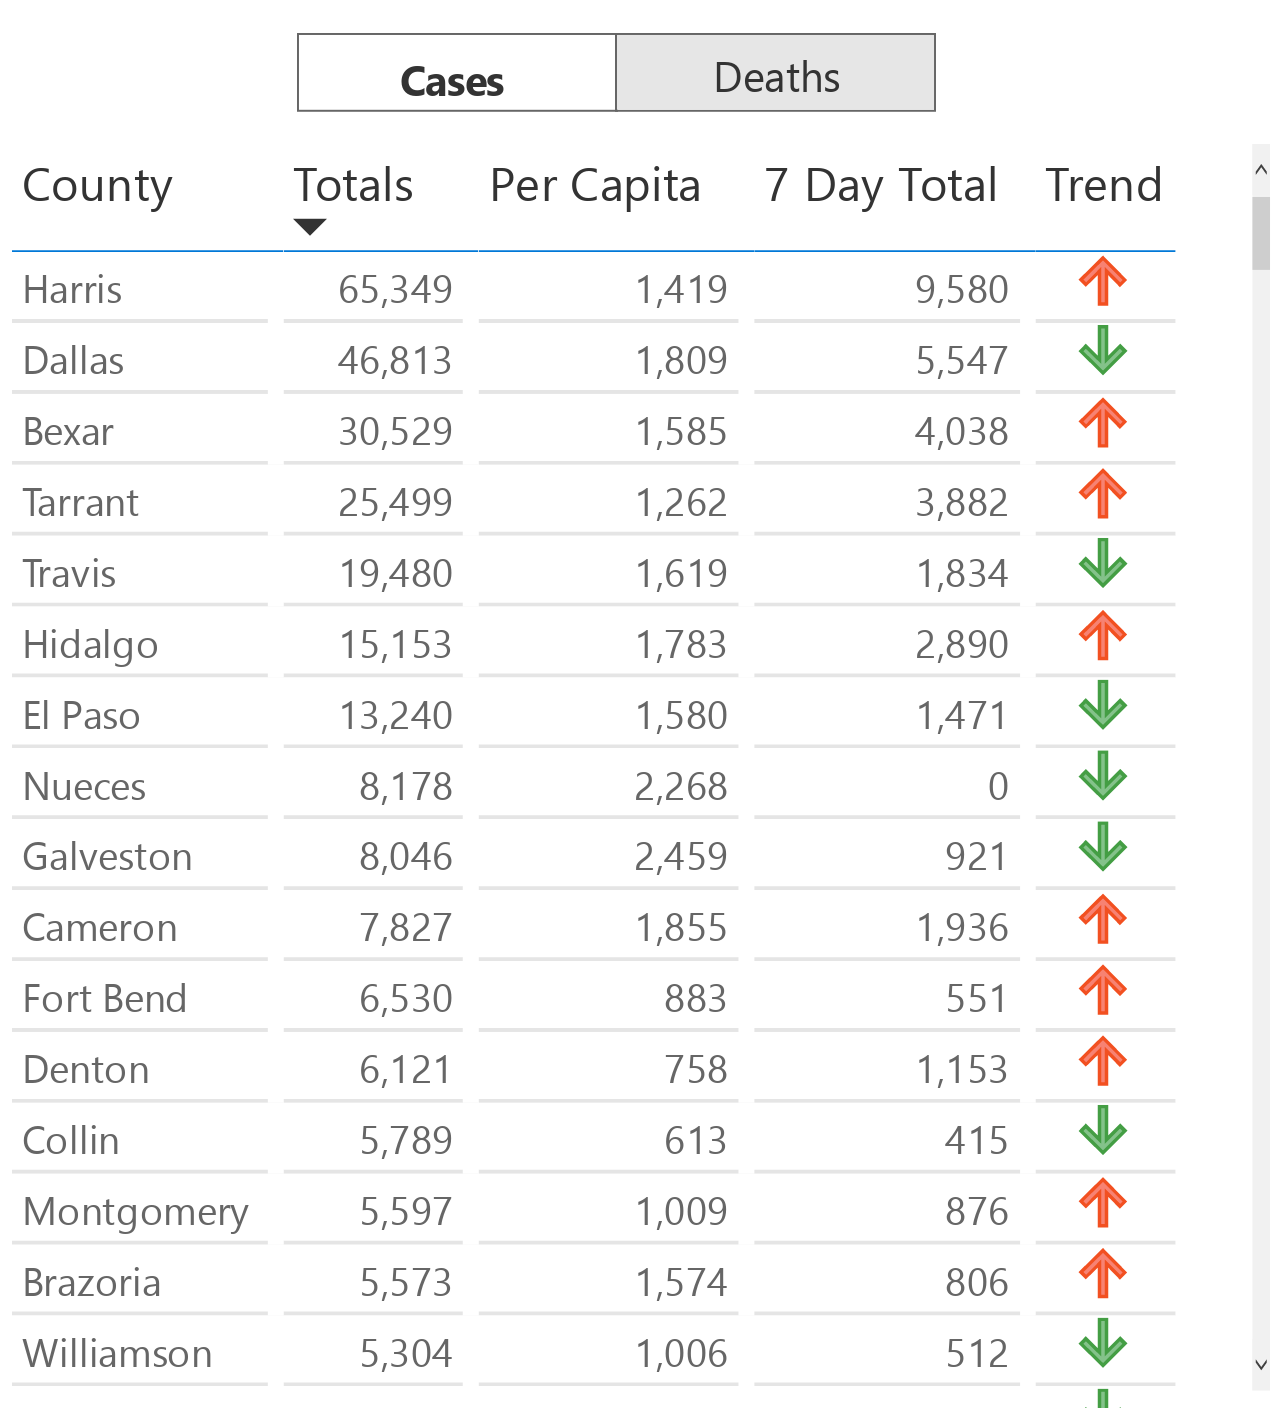 Cases Deaths
County Totals Per Capita 7 Day Total Trend
Harris 65,349 1,419 9,580
Dallas 46,813 1,809 5,547
Bexar 30,529 1,585 4,038
Tarrant 25,499 1,262 3,882
Travis 19,480 1,619 1,834
Hidalgo 15,153 1,783 2,890
El Paso 13,240 1,580 1,471
Nueces 8,178 2,268 0
Galveston 8,046 2,459 921
Cameron 7,827 1,855 1,936
Fort Bend 6,530 883 551
Denton 6,121 758 1,153
Collin 5,789 613 415
Montgomery 5,597 1,009 876
Brazoria 5,573 1,574 806
Williamson 5,304 1,006 512